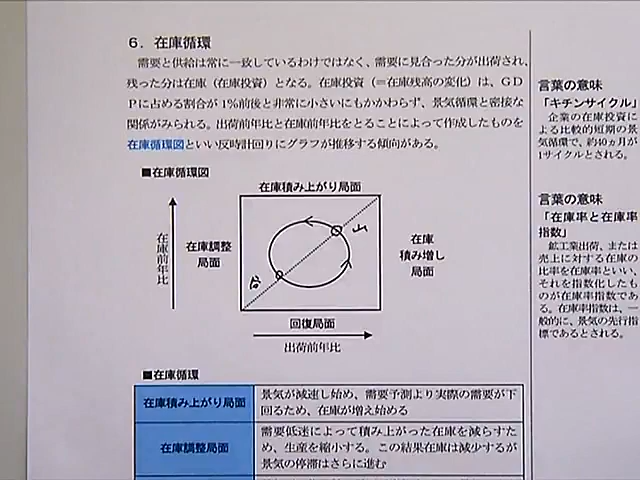 6．在庫循環
需要と供給は常に一致しているわけではなく、需要に見合った分が出荷され、
残った分は在庫（在庫投資）となる。在庫投資（＝在庫残高の変化）は、GD
Pに占める割合が1％前後と非常に小さいにもかかわらず、景気循環と密接な
関係がみられる。出荷前年比と在庫前年比をとることによって作成したものを
在庫循環図といい反時計回りにグラフが推移する傾向がある。
■在庫循環図
在庫積み上がり局面
在庫前年比
在庫調整
局面
山
谷
在庫
積み増し
局面
回復局面
出荷前年比
■在庫循環
在庫積み上がり局面
景気が減速し始め、需要予測より実際の需要が下
回るため、在庫が増え始める
在庫調整局面
需要低迷によって積み上がった在庫を減らすた
め、生産を縮小する。この結果在庫は減少するが
景気の停滞はさらに進む
言葉の意味
「キチンサイクル」
企業の在庫投資に
よる比較的短期の景
気循環で、約40ヵ月が
1サイクルとされる。
言葉の意味
「在庫率と在庫率
指数」
鉱工業出荷、または
売上に対する在庫の
比率を在庫率といい、
それを指数化したも
のが在庫率指数であ
る。在庫率指数は、一
般的に、景気の先行指
標であるとされる。